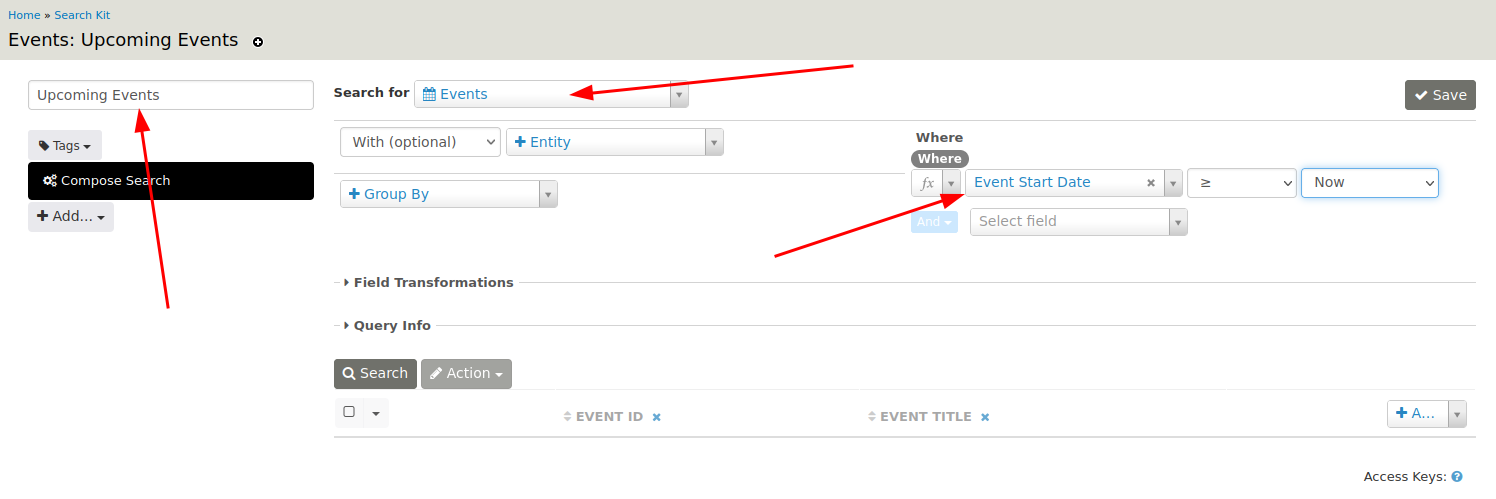 Home » Search Kit
Events: Upcoming Events
Upcoming Events
Tags
Compose Search
Add...
Search for Events
Save
With (optional) Entity
Group By
Where
Where
fx Event Start Date ≥ Now
And Select field
Field Transformations
Query Info
Search Action
EVENT ID EVENT TITLE A...
Access Keys: